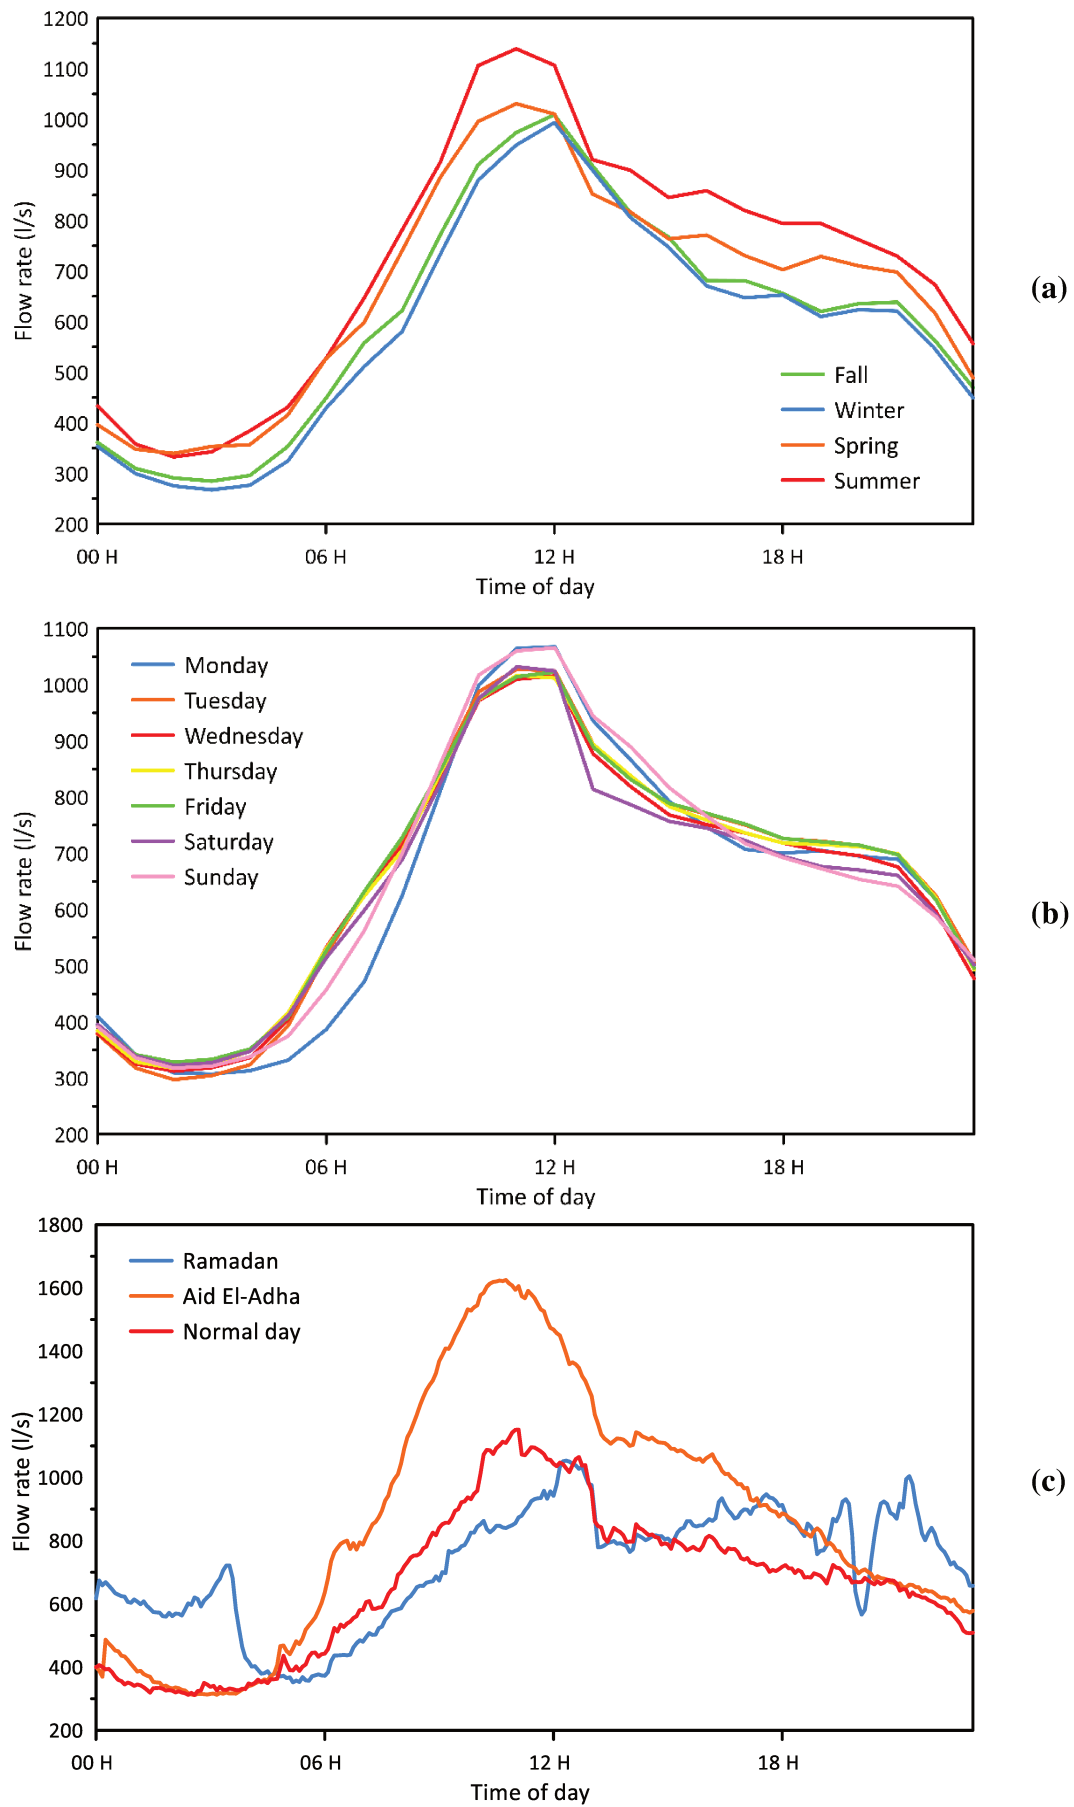 1200
1100
1000
900
800
700
600
500
400
300
200
Flow rate (l/s)
Fall
Winter
Spring
Summer
00 H
06 H
12 H
18 H
Time of day
(a)
1100
1000
900
800
700
600
500
400
300
200
Flow rate (l/s)
Monday
Tuesday
Wednesday
Thursday
Friday
Saturday
Sunday
00 H
06 H
12 H
18 H
Time of day
(b)
1800
1600
1400
1200
1000
800
600
400
200
Flow rate (l/s)
Ramadan
Aid El-Adha
Normal day
00 H
06 H
12 H
18 H
Time of day
(c)